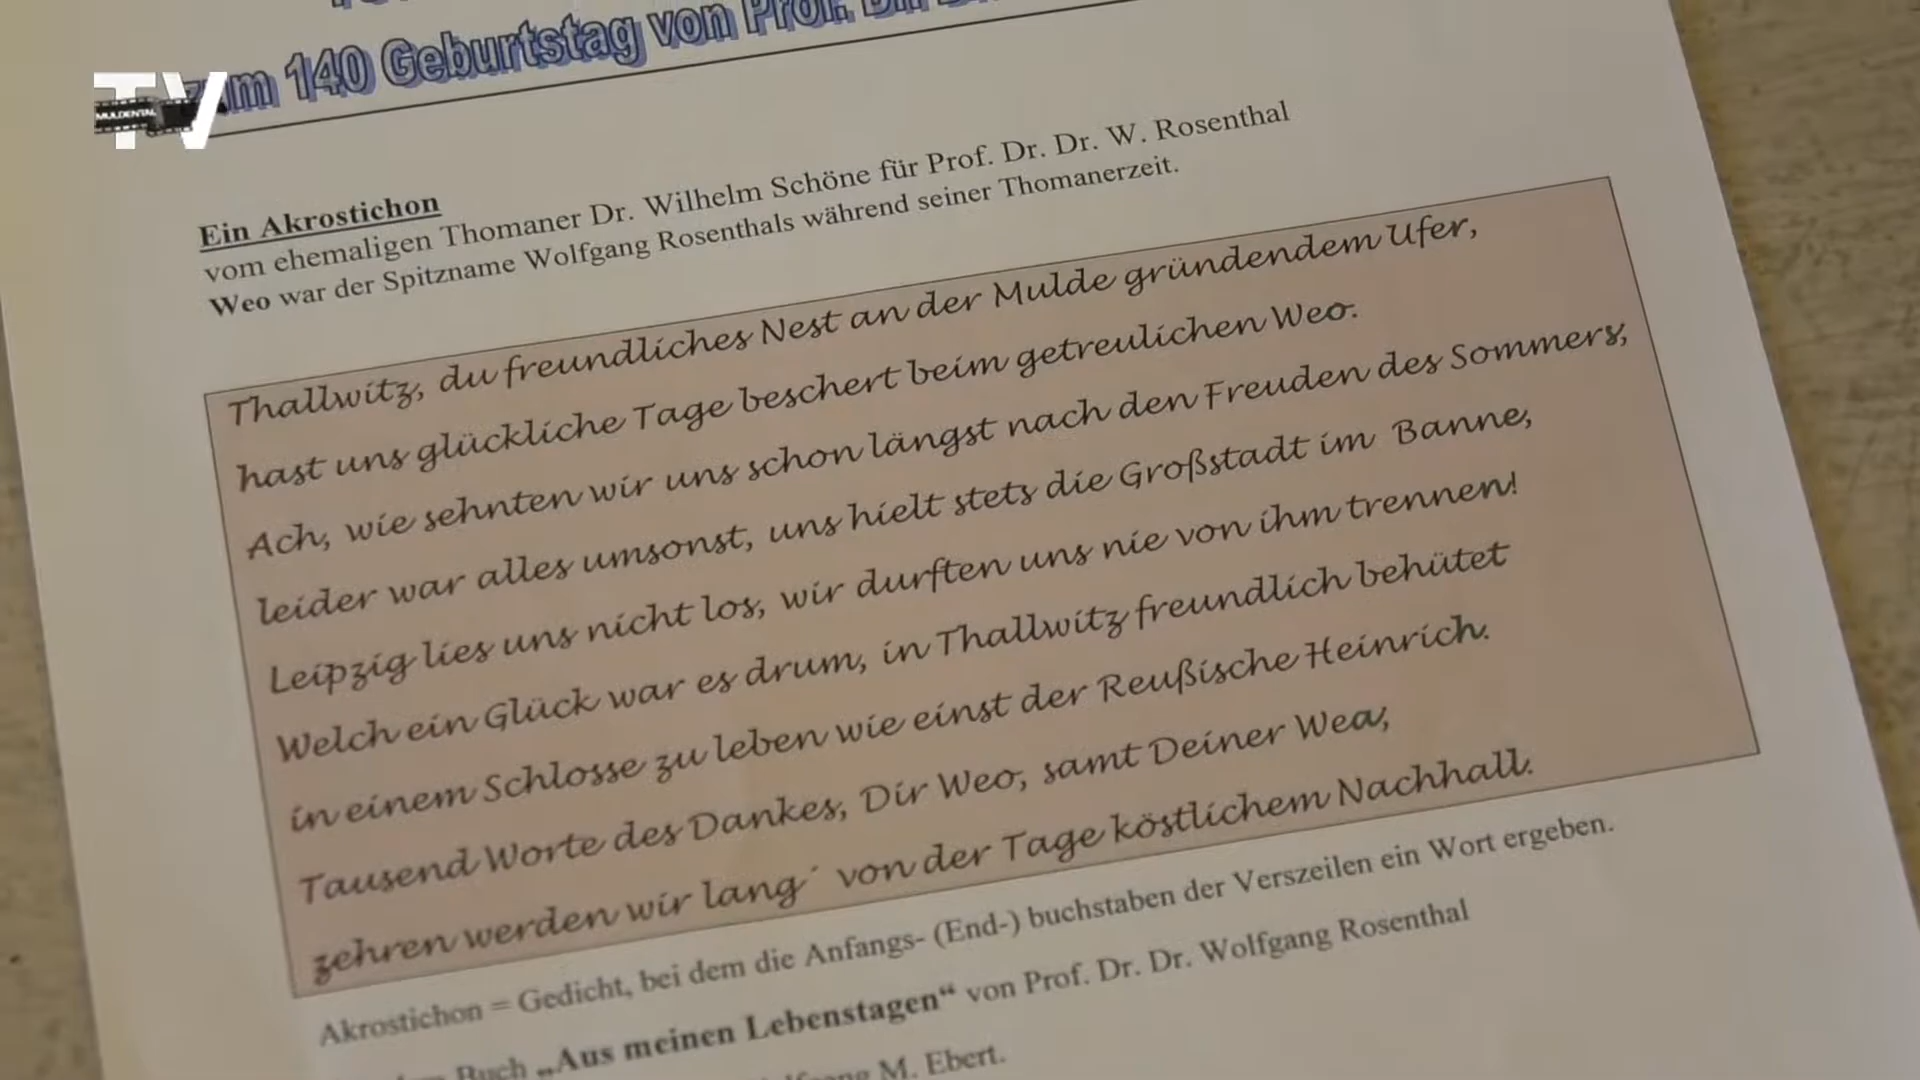 zum 140 Geburtstag von Prof. Dr.
TV
MULDENTAL
Ein Akrostichon
vom ehemaligen Thomaner Dr. Wilhelm Schöne für Prof. Dr. Dr. W. Rosenthal
Weo war der Spitzname Wolfgang Rosenthals während seiner Thomanerzeit.
Thallwitz, du freundliches Nest an der Mulde gründendem Ufer,
hast uns glückliche Tage beschert beim getreulichen Weo.
Ach, wie sehnten wir uns schon längst nach den Freuden des Sommers,
leider war alles umsonst, uns hielt stets die Großstadt im Banne,
Leipzig lies uns nicht los, wir durften uns nie von ihm trennen!
Welch ein Glück war es drum, in Thallwitz freundlich behütet
in einem Schlosse zu leben wie einst der Reußische Heinrich.
Tausend Worte des Dankes, Dir Weo, samt Deiner Wea,
zehren werden wir lang´ von der Tage köstlichem Nachhall.
Akrostichon = Gedicht, bei dem die Anfangs- (End-) buchstaben der Verszeilen ein Wort ergeben.
Buch „Aus meinen Lebenstagen“ von Prof. Dr. Dr. Wolfgang Rosenthal
M. Ebert.